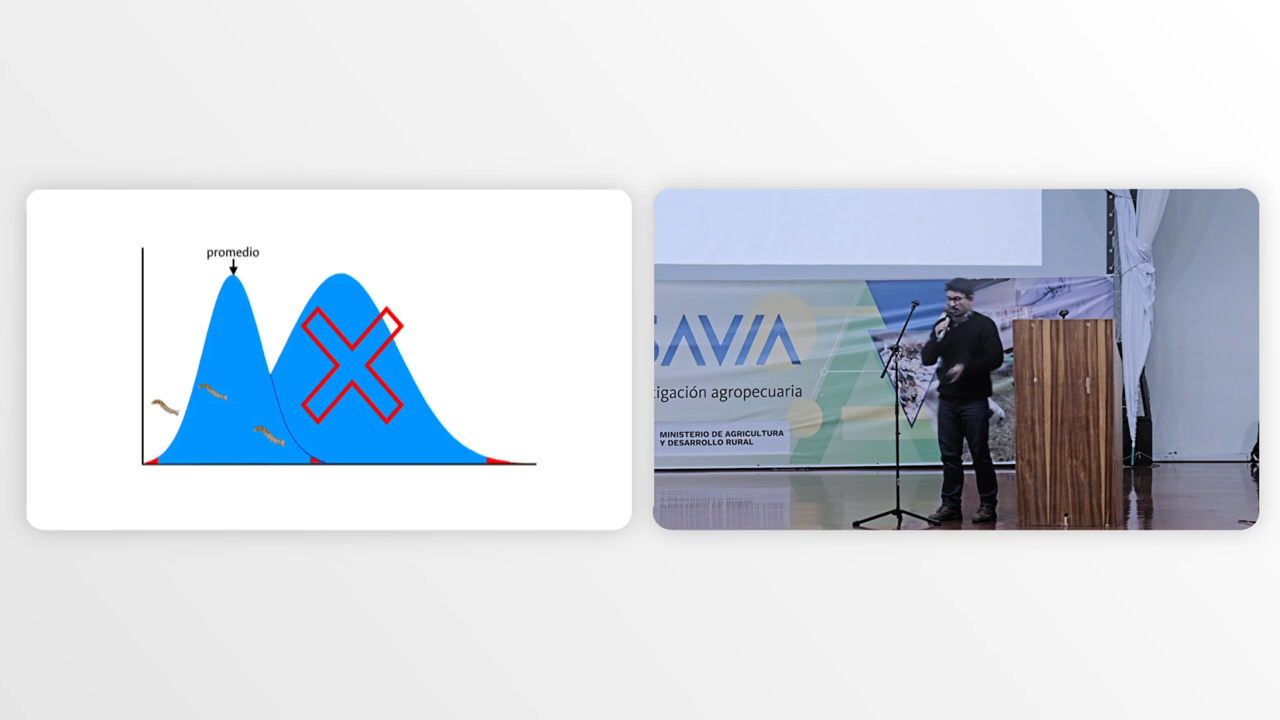 promedio
SAVIA
tigación agropecuaria
MINISTERIO DE AGRICULTURA
Y DESARROLLO RURAL